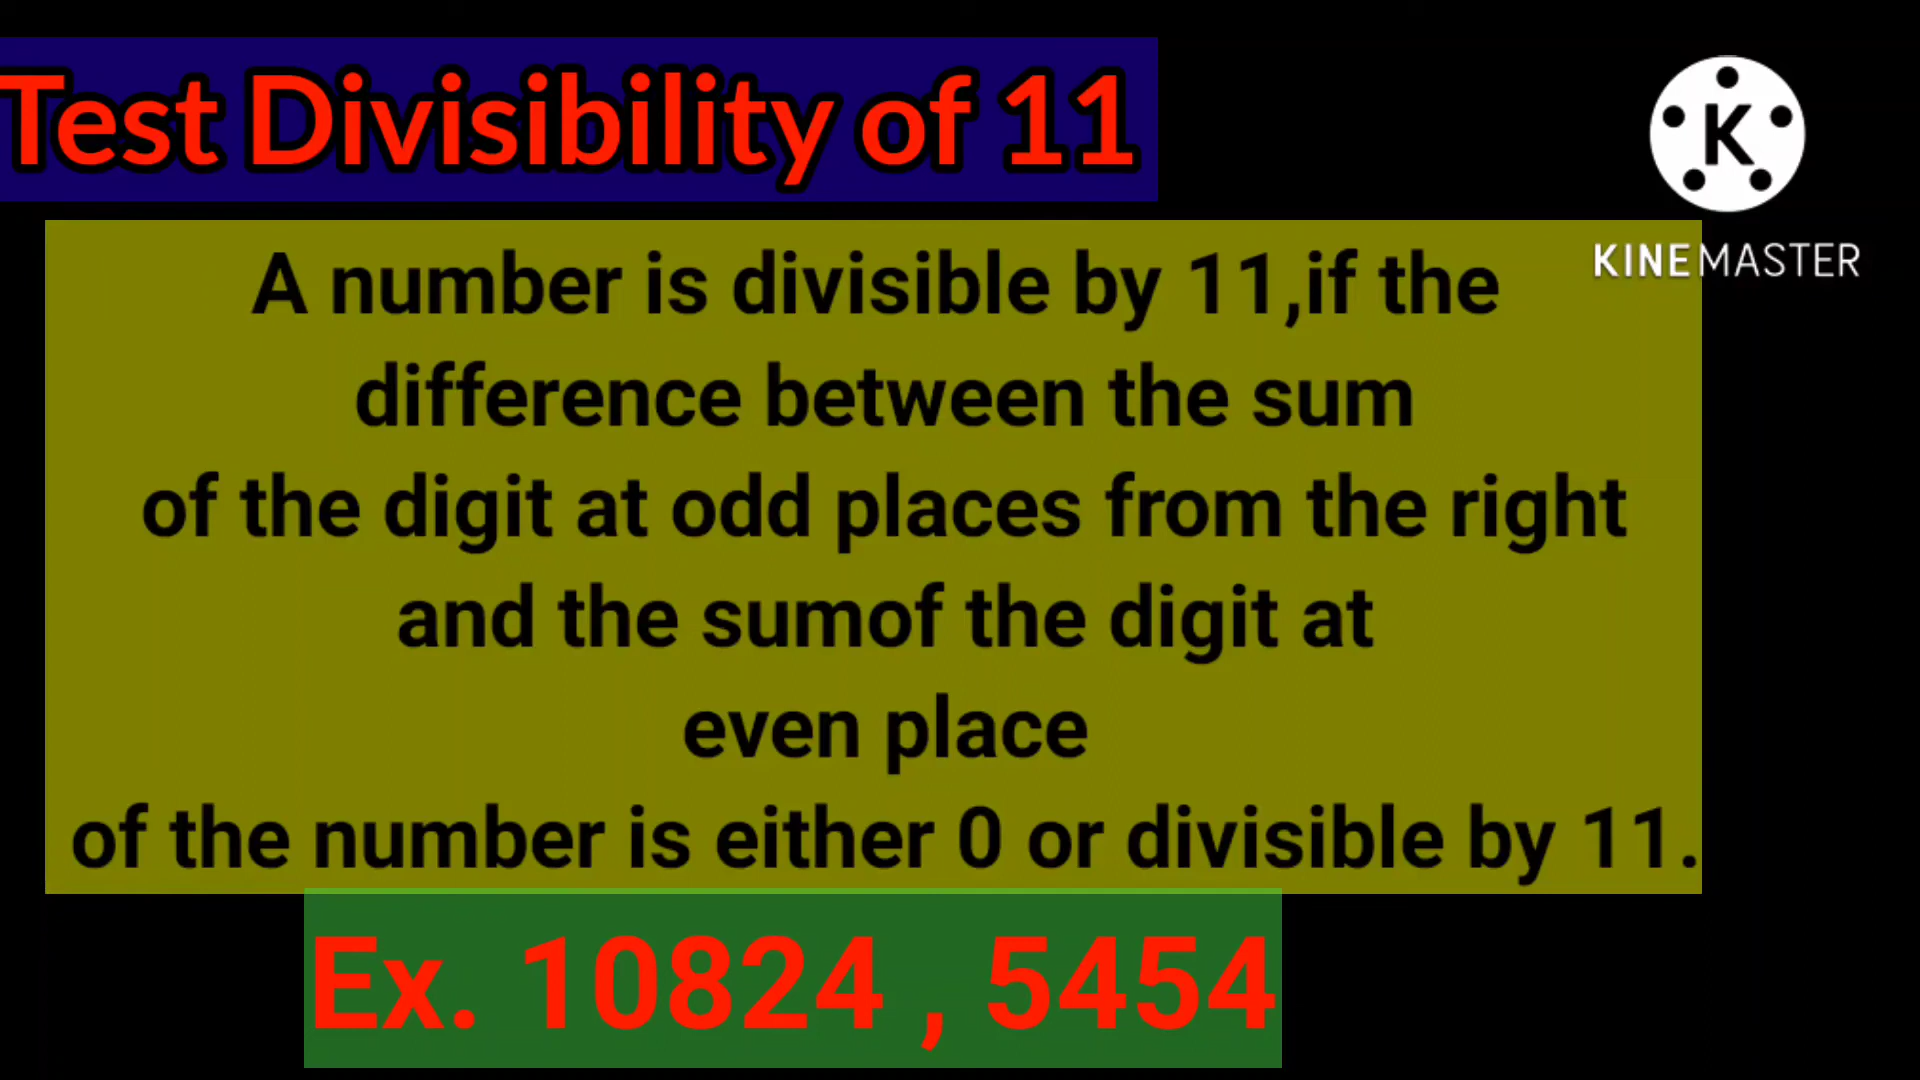 Test Divisibility of 11
K
KINEMASTER
A number is divisible by 11,if the
difference between the sum
of the digit at odd places from the right
and the sumof the digit at
even place
of the number is either 0 or divisible by 11.
Ex. 10824 , 5454